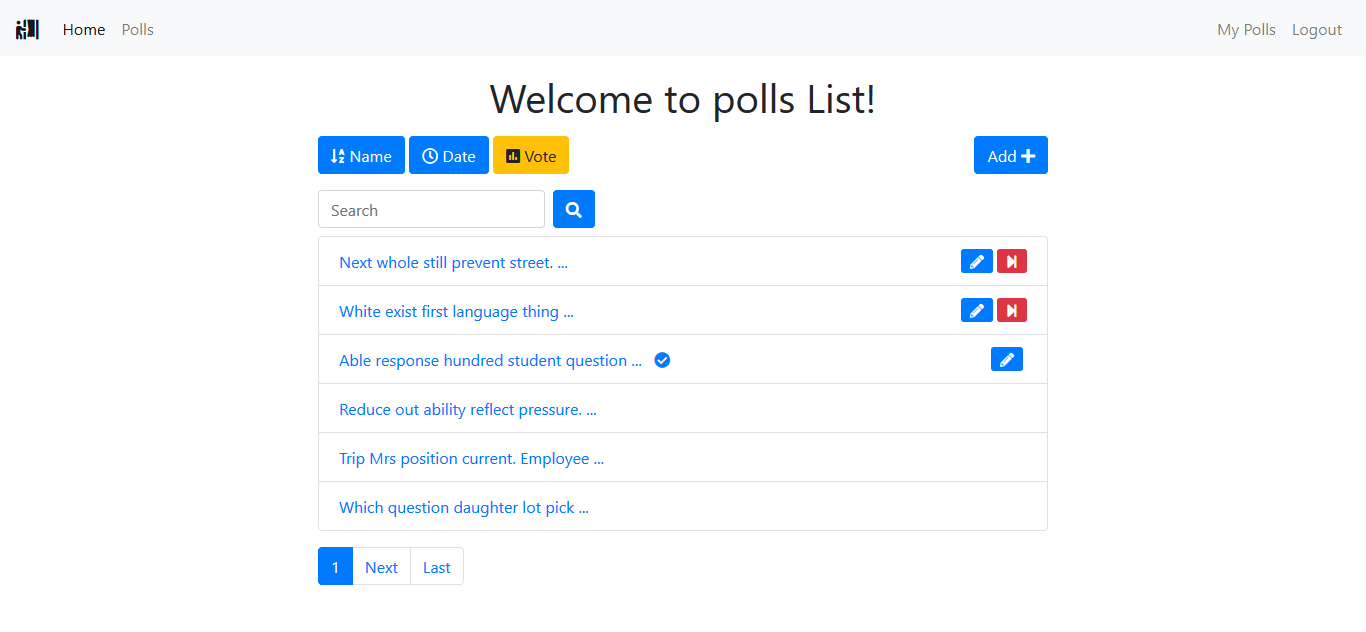 Home Polls My Polls Logout
Welcome to polls List!
Name Date Vote Add
Search
Next whole still prevent street. ...
White exist first language thing ...
Able response hundred student question ...
Reduce out ability reflect pressure. ...
Trip Mrs position current. Employee ...
Which question daughter lot pick ...
1 Next Last